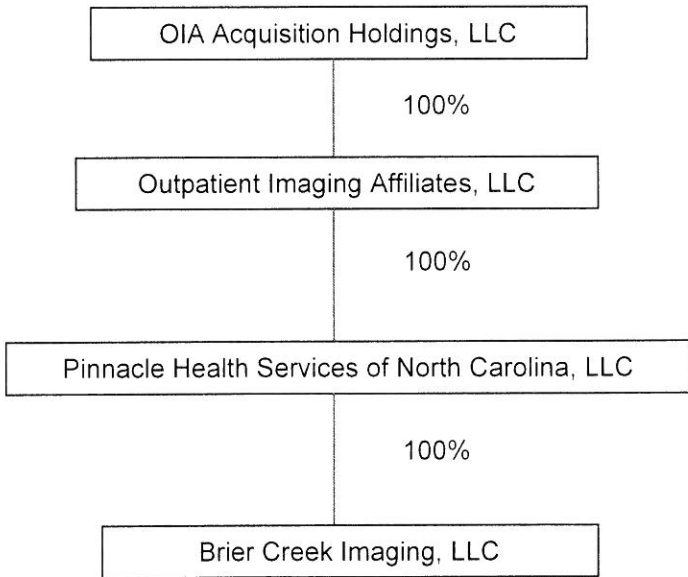 OIA Acquisition Holdings, LLC
100%
Outpatient Imaging Affiliates, LLC
100%
Pinnacle Health Services of North Carolina, LLC
100%
Brier Creek Imaging, LLC